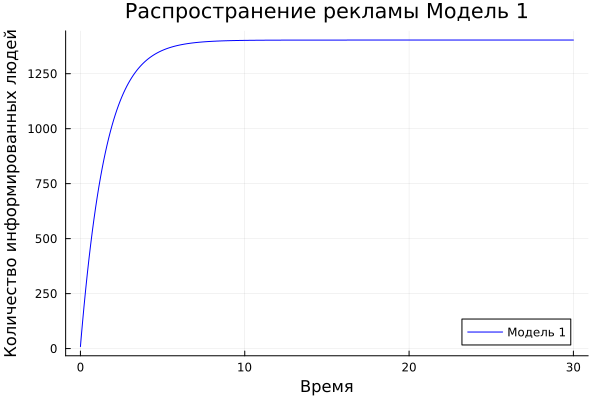 Распространение рекламы Модель 1
Количество информированных людей
1250
1000
750
500
250
0
0
10
20
30
Время
Модель 1